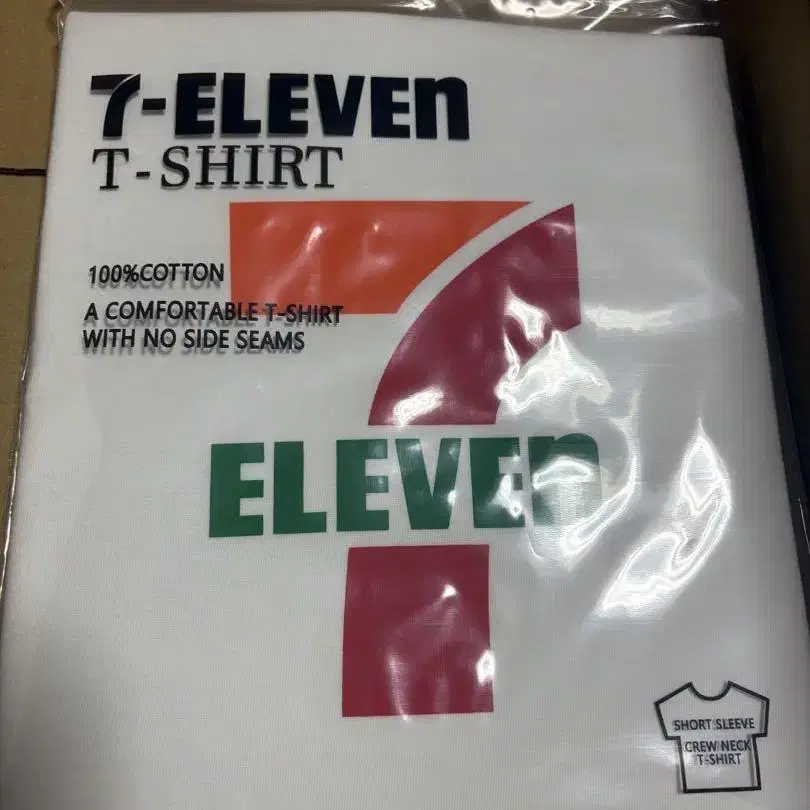 7-ELEVEn
T-SHIRT
100%COTTON
A COMFORTABLE T-SHIRT
WITH NO SIDE SEAMS
ELEVEn
SHORT SLEEVE
CREW NECK
T-SHIRT